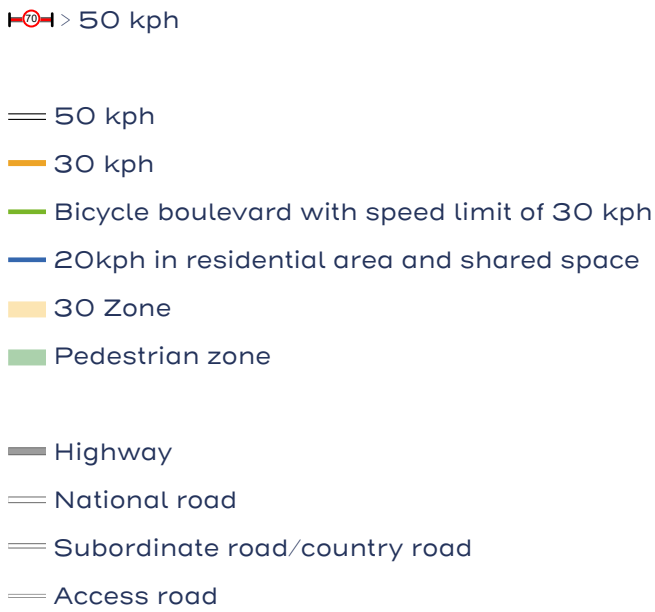 70 > 50 kph
50 kph
30 kph
Bicycle boulevard with speed limit of 30 kph
20kph in residential area and shared space
30 Zone
Pedestrian zone
Highway
National road
Subordinate road/country road
Access road